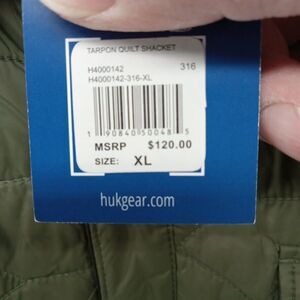 TARPON QUILT SHACKET
H4000142 316
H4000142-316-XL
1 90840 50048 5
MSRP $120.00
SIZE: XL
hukgear.com